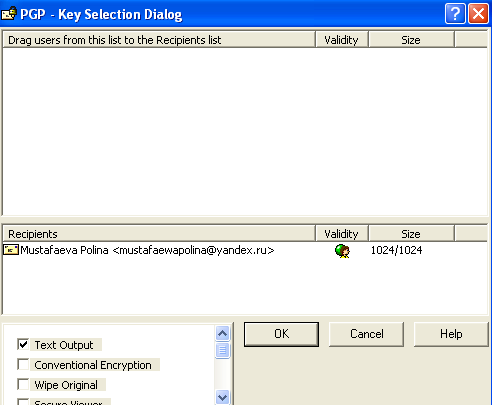 PGP - Key Selection Dialog
Drag users from this list to the Recipients list Validity Size
Recipients Validity Size
Mustafaeva Polina <mustafaewapolina@yandex.ru> 1024/1024
Text Output
OK Cancel Help
Conventional Encryption
Wipe Original
Secure Viewer